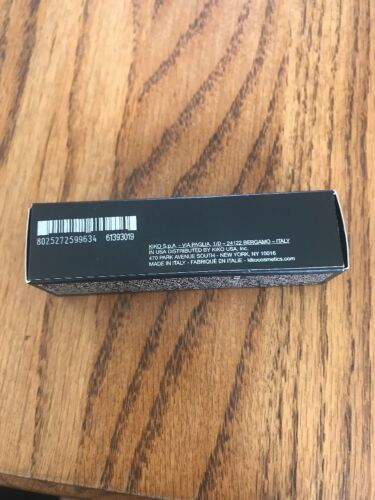 8025272599634 61393019
KIKO S.p.A. - VIA PAGLIA, 1/D - 24122 BERGAMO - ITALY
IN USA DISTRIBUTED BY KIKO USA, Inc.
470 PARK AVENUE SOUTH - NEW YORK, NY 10016
MADE IN ITALY - FABRIQUÉ EN ITALIE - kikocosmetics.com